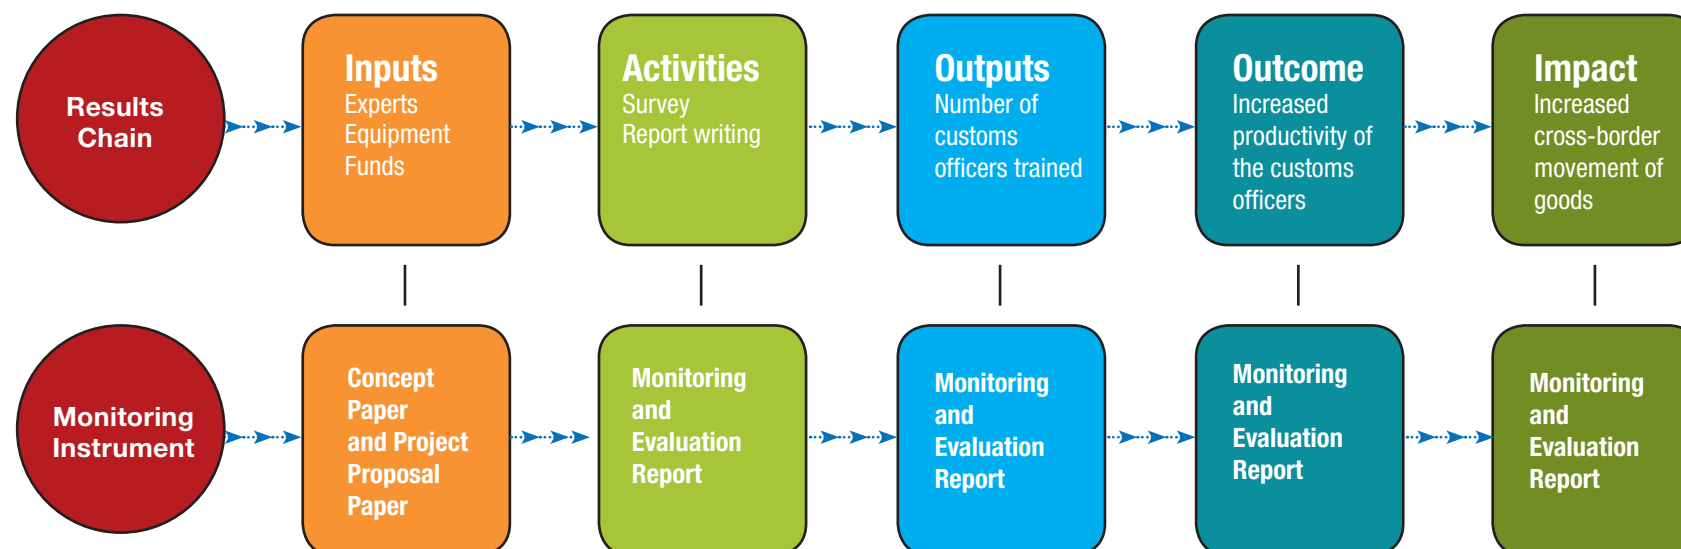 Results
Chain
Inputs
Experts
Equipment
Funds
Activities
Survey
Report writing
Outputs
Number of
customs
officers trained
Outcome
Increased
productivity of
the customs
officers
Impact
Increased
cross-border
movement of
goods
Monitoring
Instrument
Concept
Paper
and Project
Proposal
Paper
Monitoring
and
Evaluation
Report
Monitoring
and
Evaluation
Report
Monitoring
and
Evaluation
Report
Monitoring
and
Evaluation
Report